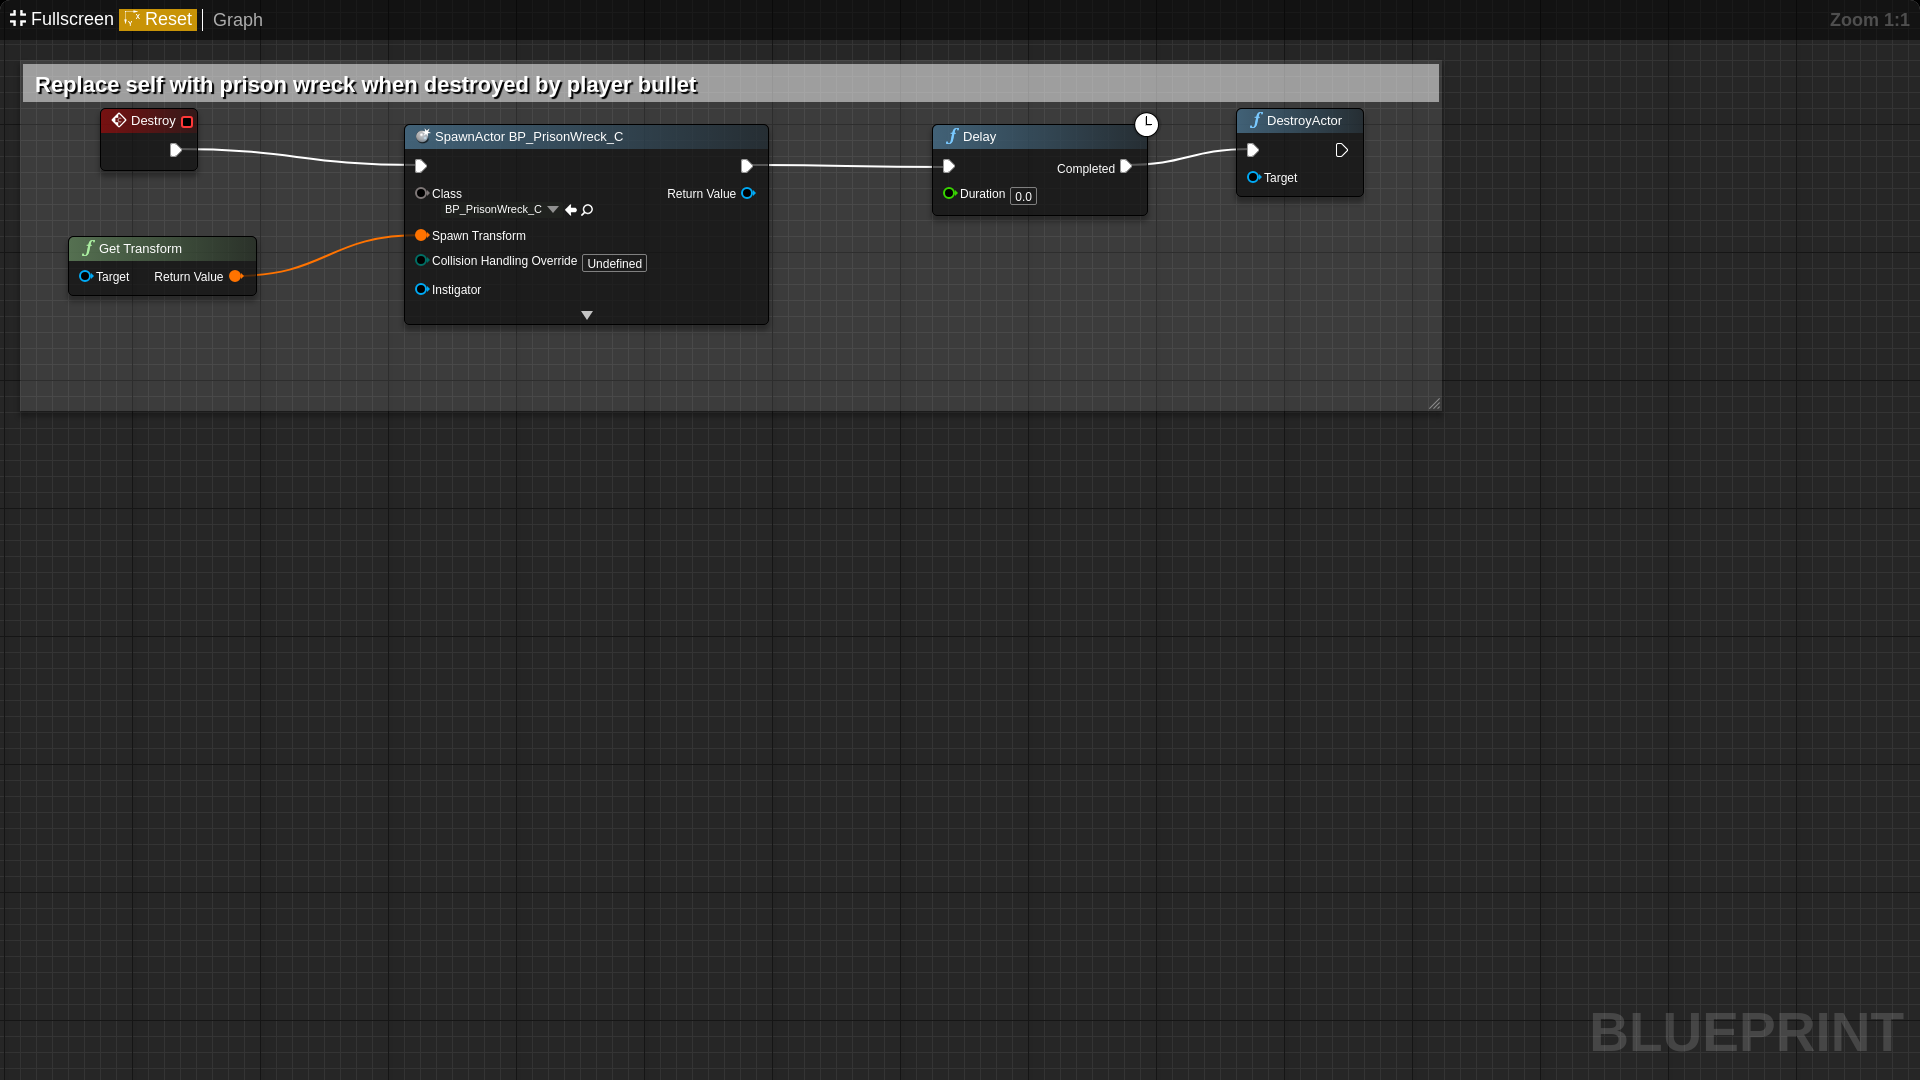 Fullscreen Reset Graph Zoom 1:1
Replace self with prison wreck when destroyed by player bullet
Destroy
SpawnActor BP_PrisonWreck_C
Class
BP_PrisonWreck_C
Return Value
Spawn Transform
Collision Handling Override Undefined
Instigator
Get Transform
Target Return Value
Delay
Completed
Duration 0.0
DestroyActor
Target
BLUEPRINT